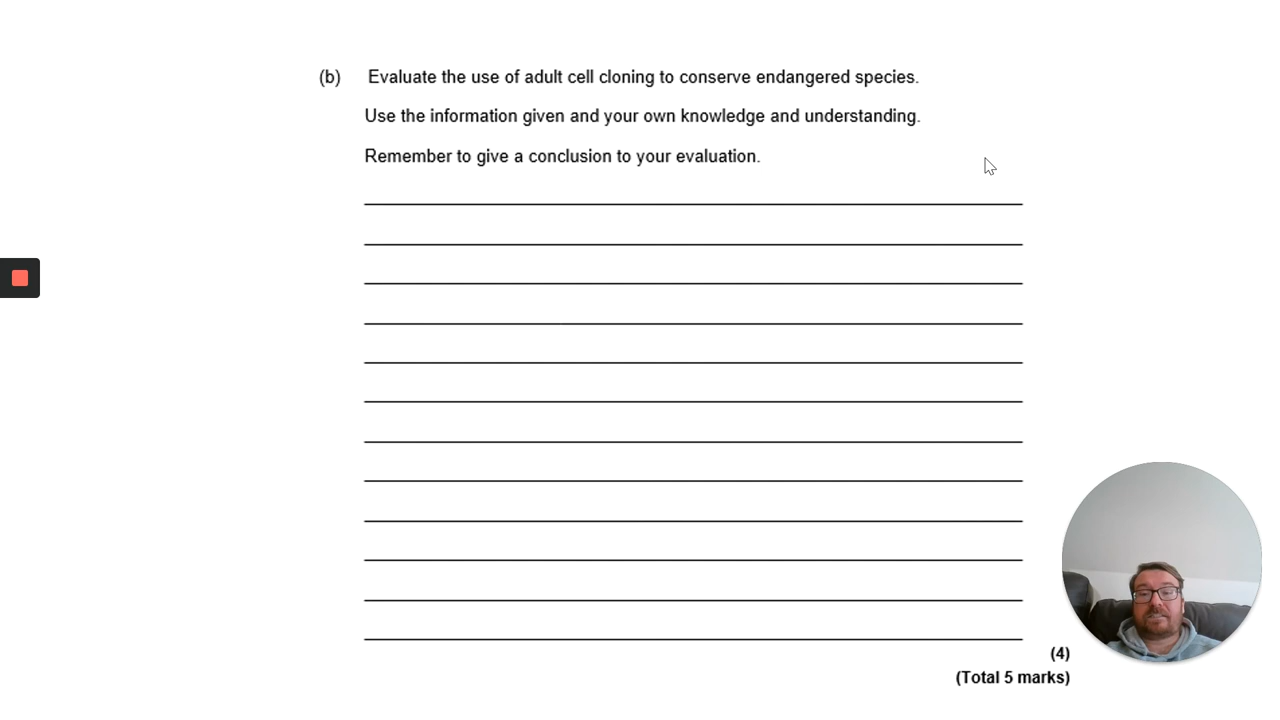 (b) Evaluate the use of adult cell cloning to conserve endangered species.
Use the information given and your own knowledge and understanding.
Remember to give a conclusion to your evaluation.
(4)
(Total 5 marks)